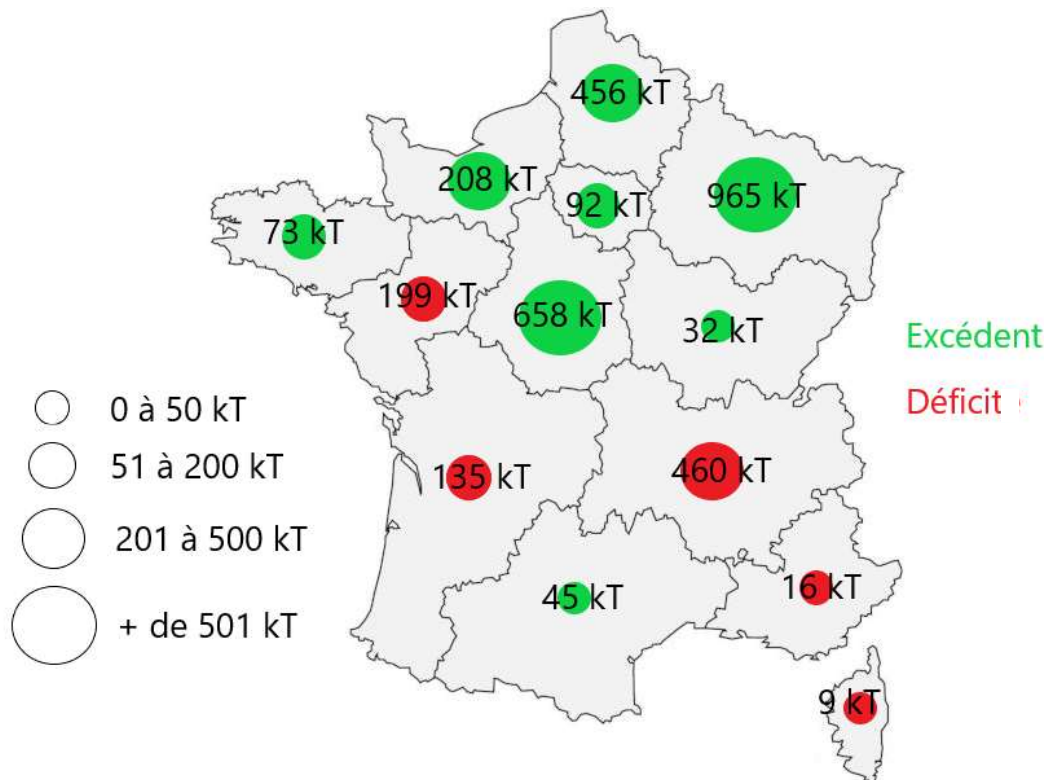 456 kT
208 kT
92 kT
965 kT
73 kT
199 kT
658 kT
32 kT
Excédent
Déficit
0 à 50 kT
51 à 200 kT
201 à 500 kT
+ de 501 kT
135 kT
460 kT
45 kT
16 kT
9 kT